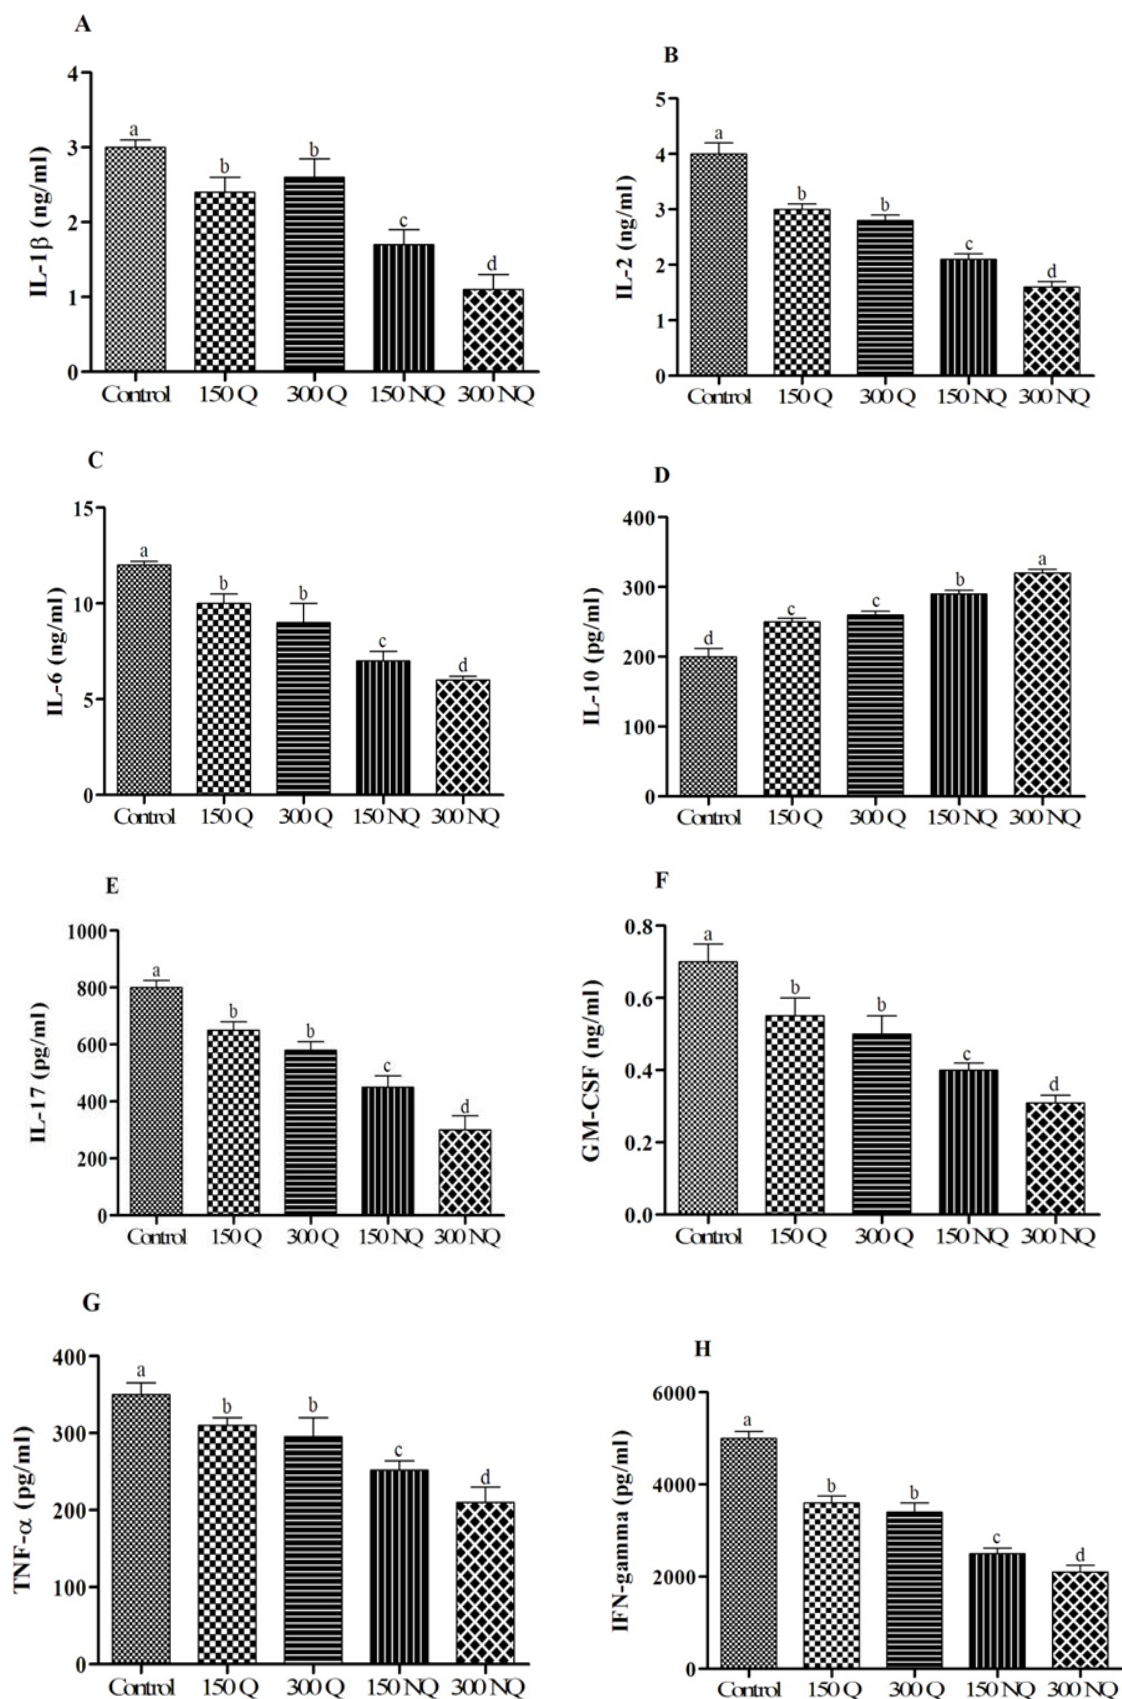 A
IL-1β (ng/ml)
4
3
2
1
0
a
b
b
c
d
Control 150 Q 300 Q 150 NQ 300 NQ
B
IL-2 (ng/ml)
5
4
3
2
1
0
a
b
b
c
d
Control 150 Q 300 Q 150 NQ 300 NQ
C
IL-6 (ng/ml)
15
10
5
0
a
b
b
c
d
Control 150 Q 300 Q 150 NQ 300 NQ
D
IL-10 (pg/ml)
400
300
200
100
0
d
c
c
b
a
Control 150 Q 300 Q 150 NQ 300 NQ
E
IL-17 (pg/ml)
1000
800
600
400
200
0
a
b
b
c
d
Control 150 Q 300 Q 150 NQ 300 NQ
F
GM-CSF (ng/ml)
0.8
0.6
0.4
0.2
0.0
a
b
b
c
d
Control 150 Q 300 Q 150 NQ 300 NQ
G
TNF-α (pg/ml)
400
300
200
100
0
a
b
b
c
d
Control 150 Q 300 Q 150 NQ 300 NQ
H
IFN-gamma (pg/ml)
6000
4000
2000
0
a
b
b
c
d
Control 150 Q 300 Q 150 NQ 300 NQ